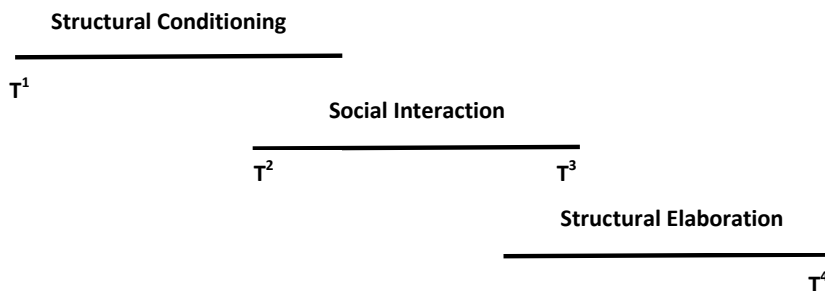 Structural Conditioning
T¹
Social Interaction
T² T³
Structural Elaboration
T⁴